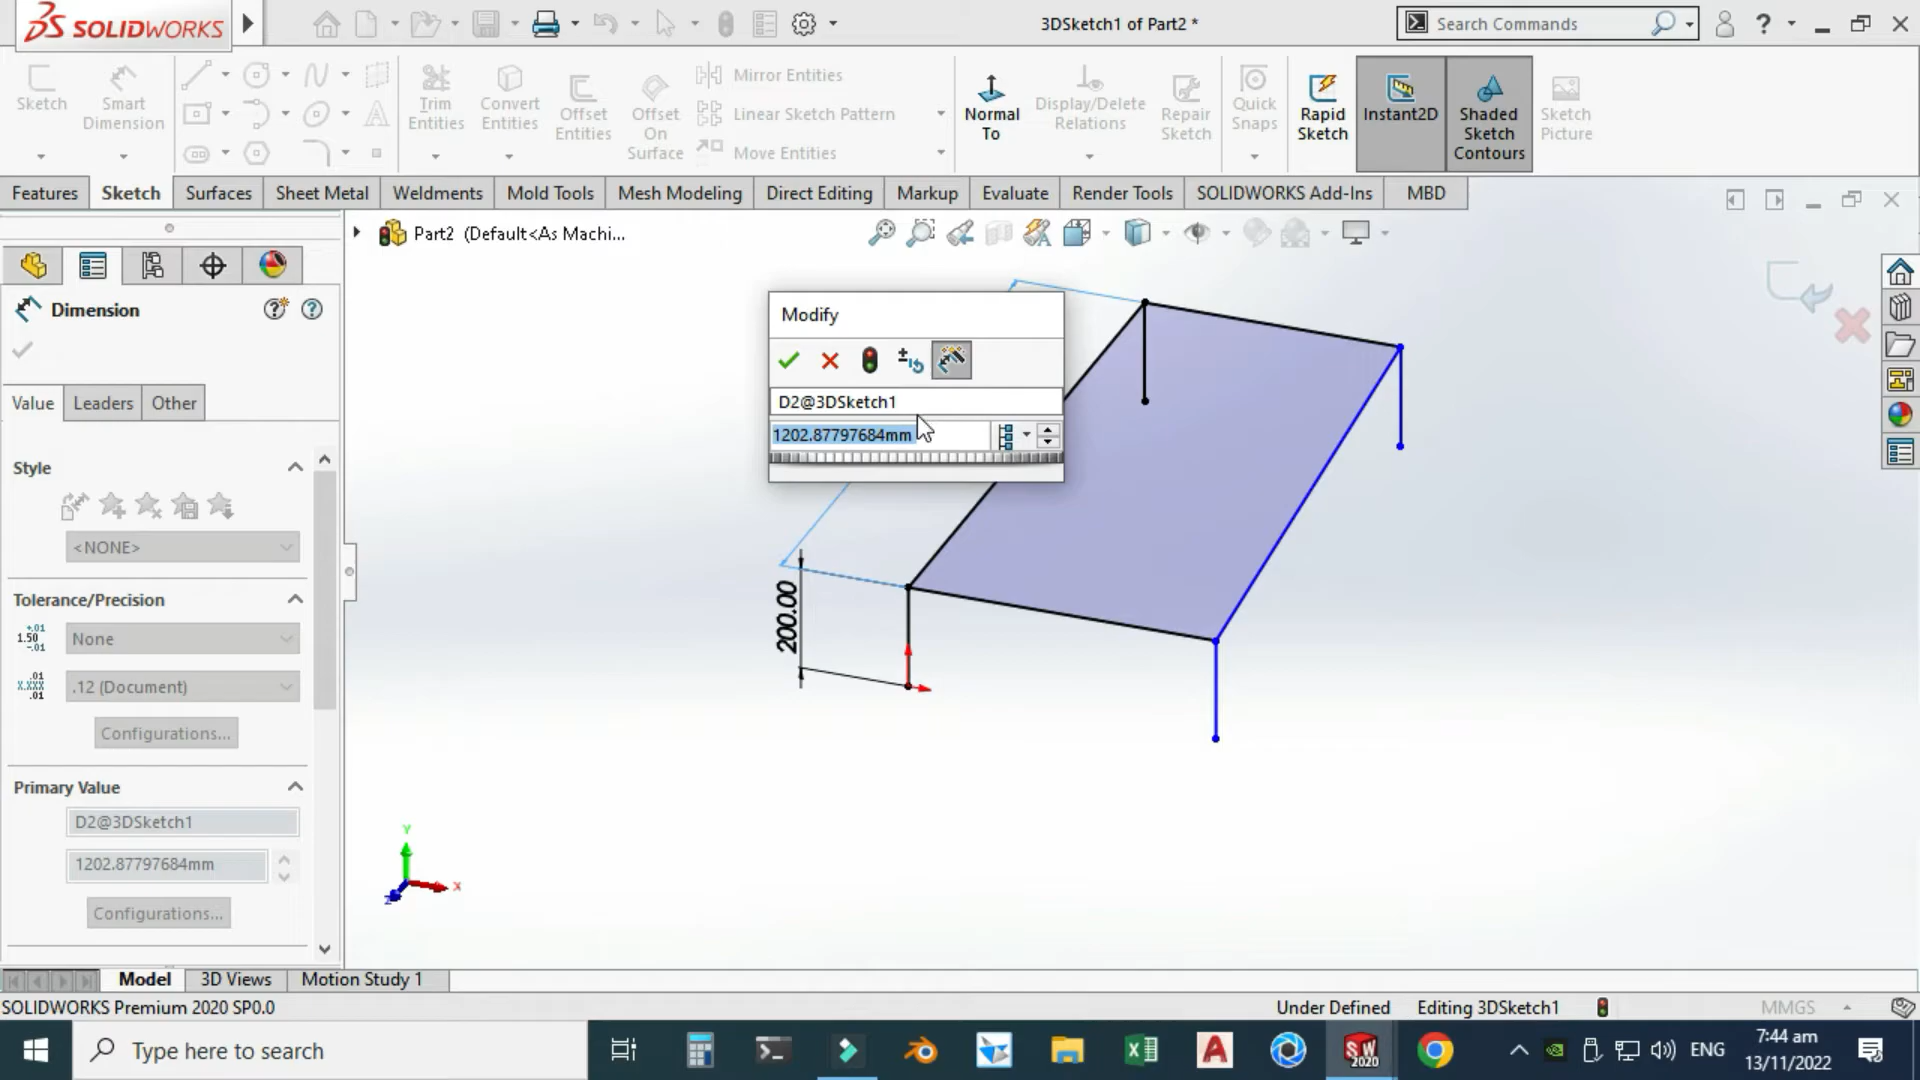 SOLIDWORKS
3DSketch1 of Part2 *
Search Commands
Sketch
Smart Dimension
Trim Entities
Convert Entities
Offset Entities
Offset On Surface
Mirror Entities
Linear Sketch Pattern
Move Entities
Normal To
Display/Delete Relations
Repair Sketch
Quick Snaps
Rapid Sketch
Instant2D
Shaded Sketch Contours
Sketch Picture
Features
Sketch
Surfaces
Sheet Metal
Weldments
Mold Tools
Mesh Modeling
Direct Editing
Markup
Evaluate
Render Tools
SOLIDWORKS Add-Ins
MBD
Part2 (Default<As Machi...
Dimension
Value
Leaders
Other
Style
<NONE>
Tolerance/Precision
None
.12 (Document)
Configurations...
Primary Value
D2@3DSketch1
1202.87797684mm
Configurations...
Modify
D2@3DSketch1
1202.87797684mm
200.00
Y
X
Z
Model
3D Views
Motion Study 1
SOLIDWORKS Premium 2020 SP0.0
Under Defined
Editing 3DSketch1
MMGS
Type here to search
ENG
7:44 am
13/11/2022